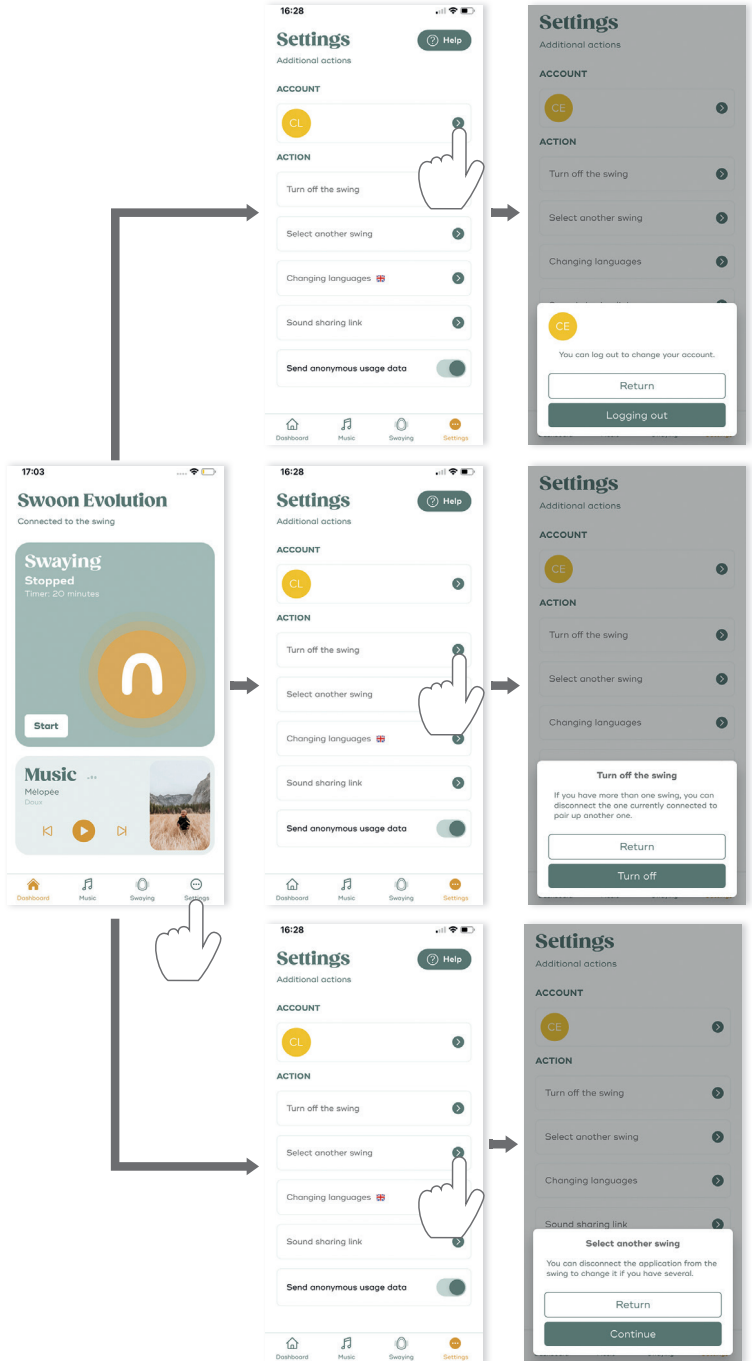 16:28
Settings
Help
Additional actions
ACCOUNT
CL
ACTION
Turn off the swing
Select another swing
Changing languages
Sound sharing link
Send anonymous usage data
Dashboard Music Swaying Settings
Settings
Additional actions
ACCOUNT
CE
ACTION
Turn off the swing
Select another swing
Changing languages
CE
You can log out to change your account.
Return
Logging out
17:03
Swoon Evolution
Connected to the swing
Swaying
Stopped
Timer: 20 minutes
Start
Music
Mélopée
Doux
Dashboard Music Swaying Settings
16:28
Settings
Help
Additional actions
ACCOUNT
CL
ACTION
Turn off the swing
Select another swing
Changing languages
Sound sharing link
Send anonymous usage data
Dashboard Music Swaying Settings
Settings
Additional actions
ACCOUNT
CE
ACTION
Turn off the swing
Select another swing
Changing languages
Turn off the swing
If you have more than one swing, you can
disconnect the one currently connected to
pair up another one.
Return
Turn off
16:28
Settings
Help
Additional actions
ACCOUNT
CL
ACTION
Turn off the swing
Select another swing
Changing languages
Sound sharing link
Send anonymous usage data
Dashboard Music Swaying Settings
Settings
Additional actions
ACCOUNT
CE
ACTION
Turn off the swing
Select another swing
Changing languages
Sound sharing link
Select another swing
You can disconnect the application from the
swing to change it if you have several.
Return
Continue